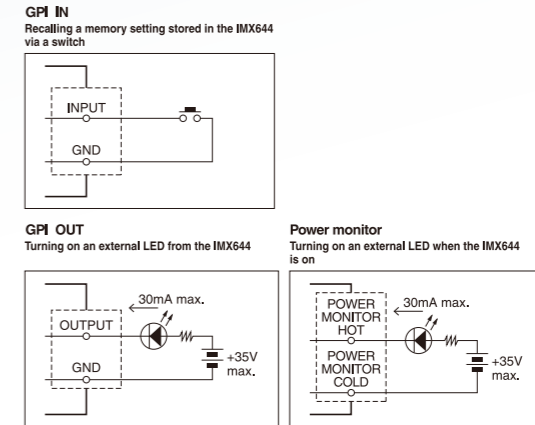 GPI IN
Recalling a memory setting stored in the IMX644
via a switch
INPUT
GND
GPI OUT
Turning on an external LED from the IMX644
30mA max.
OUTPUT
GND
+35V
max.
Power monitor
Turning on an external LED when the IMX644
is on
30mA max.
POWER
MONITOR
HOT
POWER
MONITOR
COLD
+35V
max.